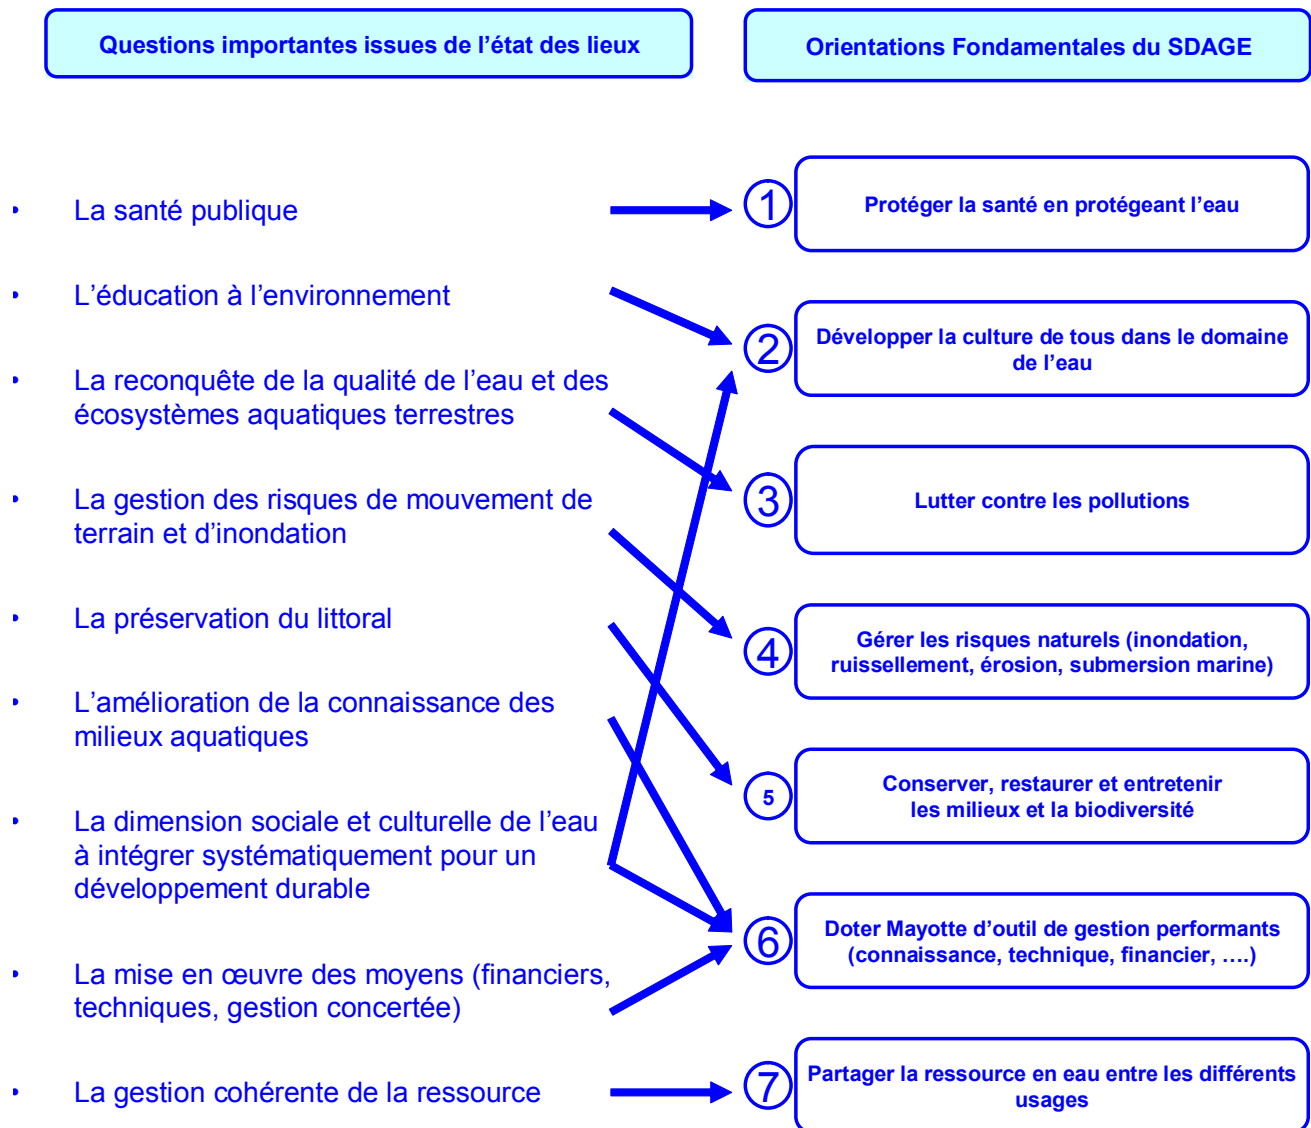 Questions importantes issues de l’état des lieux
Orientations Fondamentales du SDAGE
• La santé publique
• L’éducation à l’environnement
• La reconquête de la qualité de l’eau et des
écosystèmes aquatiques terrestres
• La gestion des risques de mouvement de
terrain et d’inondation
• La préservation du littoral
• L’amélioration de la connaissance des
milieux aquatiques
• La dimension sociale et culturelle de l’eau
à intégrer systématiquement pour un
développement durable
• La mise en œuvre des moyens (financiers,
techniques, gestion concertée)
• La gestion cohérente de la ressource
1
Protéger la santé en protégeant l’eau
2
Développer la culture de tous dans le domaine
de l’eau
3
Lutter contre les pollutions
4
Gérer les risques naturels (inondation,
ruissellement, érosion, submersion marine)
5
Conserver, restaurer et entretenir
les milieux et la biodiversité
6
Doter Mayotte d’outil de gestion performants
(connaissance, technique, financier, ….)
7
Partager la ressource en eau entre les différents
usages